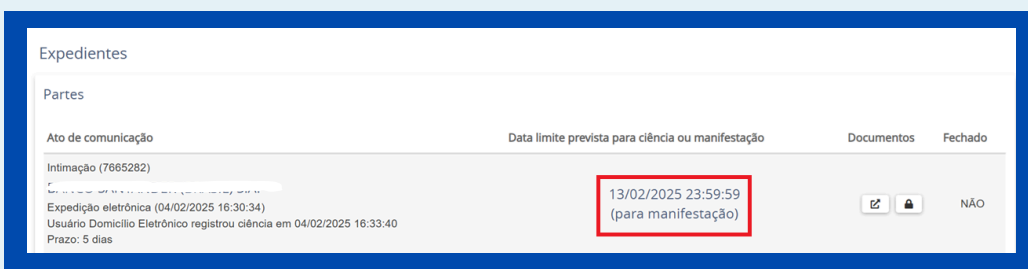 Expedientes
Partes
Ato de comunicação Data limite prevista para ciência ou manifestação Documentos Fechado
Intimação (7665282)
Expedição eletrônica (04/02/2025 16:30:34)
Usuário Domicílio Eletrônico registrou ciência em 04/02/2025 16:33:40
Prazo: 5 dias
13/02/2025 23:59:59
(para manifestação)
NÃO